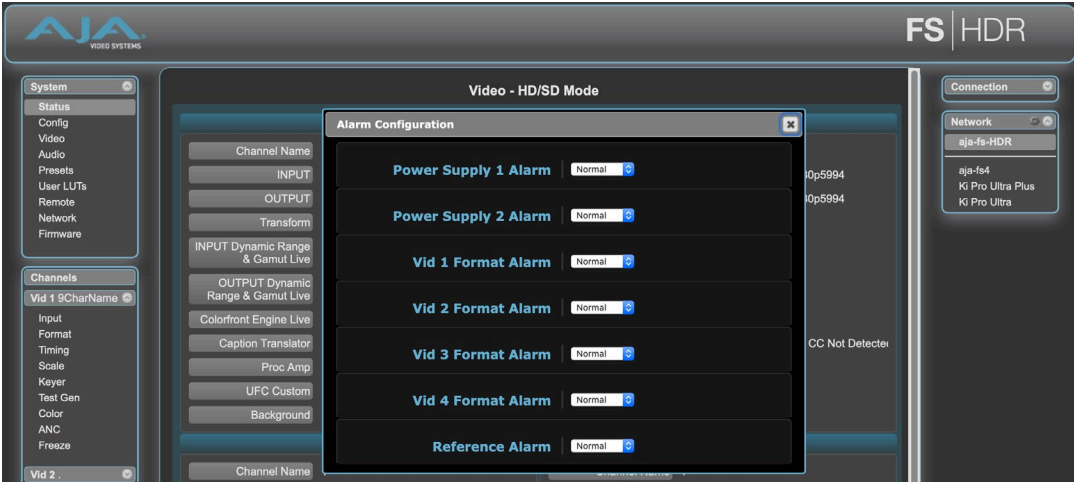 AJA
VIDEO SYSTEMS
FS HDR
System
Status
Config
Video
Audio
Presets
User LUTs
Remote
Network
Firmware
Channels
Vid 1 9CharName
Input
Format
Timing
Scale
Keyer
Test Gen
Color
ANC
Freeze
Vid 2 .
Video - HD/SD Mode
Channel Name
INPUT
OUTPUT
Transform
INPUT Dynamic Range
& Gamut Live
OUTPUT Dynamic
Range & Gamut Live
Colorfront Engine Live
Caption Translator
Proc Amp
UFC Custom
Background
Channel Name
Alarm Configuration
Power Supply 1 Alarm Normal
Power Supply 2 Alarm Normal
Vid 1 Format Alarm Normal
Vid 2 Format Alarm Normal
Vid 3 Format Alarm Normal
Vid 4 Format Alarm Normal
Reference Alarm Normal
CC Not Detected
Connection
Network
aja-fs-HDR
aja-fs4
Ki Pro Ultra Plus
Ki Pro Ultra